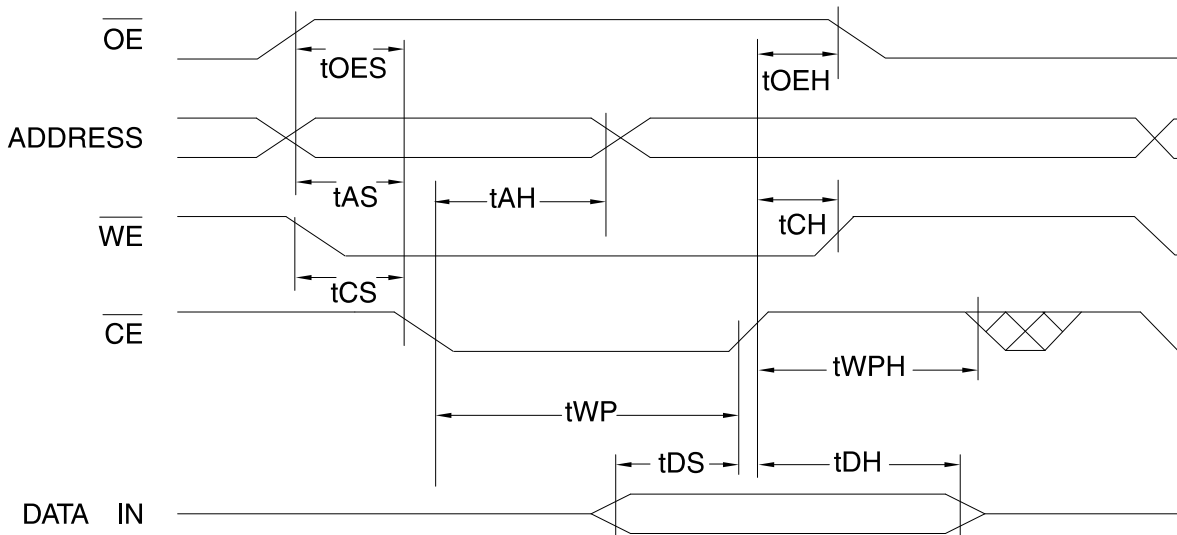 OE
tOES
tOEH
ADDRESS
tAS
tAH
tCH
WE
tCS
CE
tWPH
tWP
tDS
tDH
DATA IN